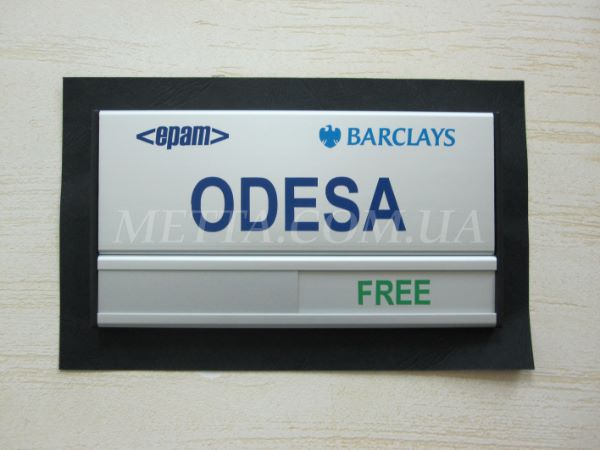 <epam> BARCLAYS
ODESA
METTA.COM.UA
FREE